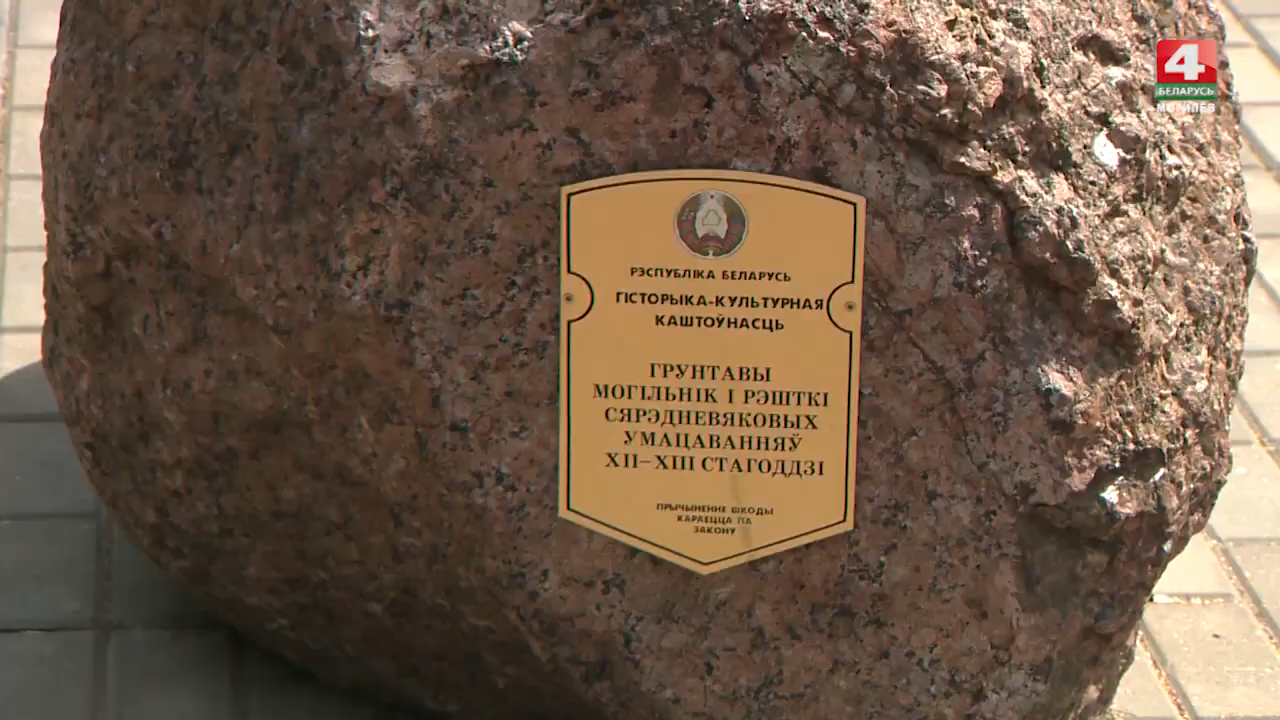 4
БЕЛАРУСЬ
МОГИЛЁВ
РЭСПУБЛІКА БЕЛАРУСЬ
ГІСТОРЫКА-КУЛЬТУРНАЯ
КАШТОЎНАСЦЬ
ГРУНТАВЫ
МОГІЛЬНІК І РЭШТКІ
СЯРЭДНЕВЯКОВЫХ
УМАЦАВАННЯЎ
XII–XIII СТАГОДДЗІ
ПРЫЧЫНЕННЕ ШКОДЫ
КАРАЕЦЦА ПА
ЗАКОНУ